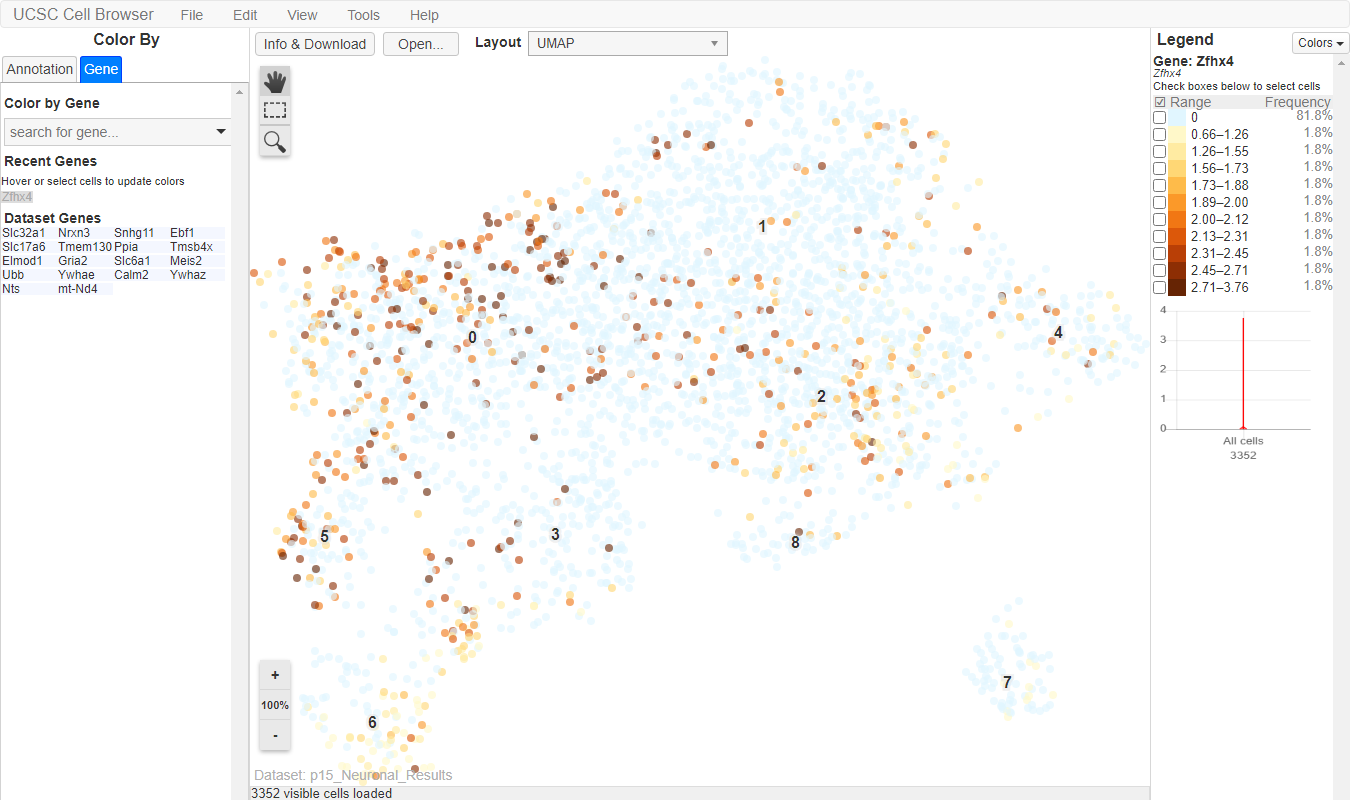 UCSC Cell Browser File Edit View Tools Help
Color By
Annotation Gene
Color by Gene
search for gene...
Recent Genes
Hover or select cells to update colors
Zfhx4
Dataset Genes
Slc32a1 Nrxn3 Snhg11 Ebf1
Slc17a6 Tmem130 Ppia Tmsb4x
Elmod1 Gria2 Slc6a1 Meis2
Ubb Ywhae Calm2 Ywhaz
Nts mt-Nd4
Info & Download Open... Layout UMAP
1
4
0
2
5
3
8
7
6
+
100%
-
Dataset: p15_Neuronal_Results
3352 visible cells loaded
Legend Colors
Gene: Zfhx4
Zfhx4
Check boxes below to select cells
Range Frequency
0 81.8%
0.66–1.26 1.8%
1.26–1.55 1.8%
1.56–1.73 1.8%
1.73–1.88 1.8%
1.89–2.00 1.8%
2.00–2.12 1.8%
2.13–2.31 1.8%
2.31–2.45 1.8%
2.45–2.71 1.8%
2.71–3.76 1.8%
4
3
2
1
0
All cells
3352